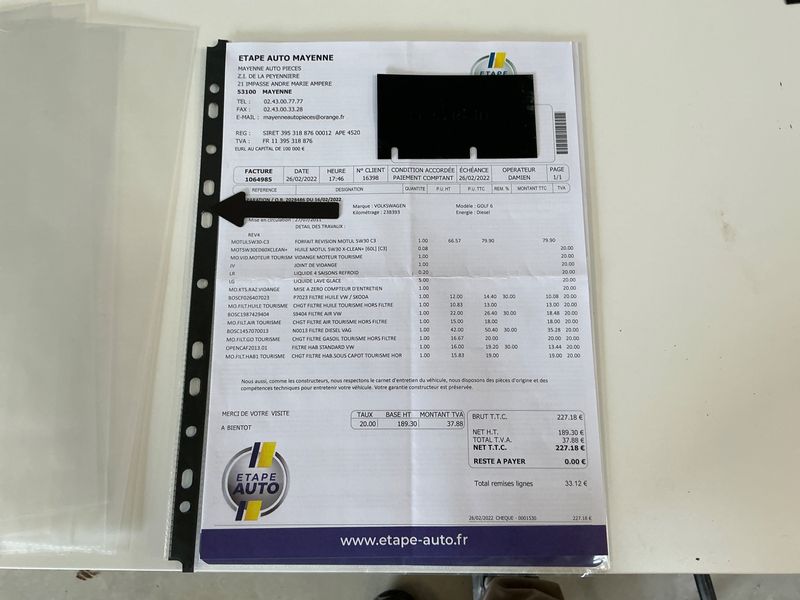 ETAPE AUTO MAYENNE
MAYENNE AUTO PIECES
Z.I. DE LA PEYENNIERE
21 IMPASSE ANDRE MARIE AMPERE
53100 MAYENNE
TEL : 02.43.00.77.77
FAX : 02.43.00.33.28
E-MAIL : mayenneautopieces@orange.fr
REG : SIRET 395 318 876 00012 APE 4520
TVA : FR 11 395 318 876
EURL AU CAPITAL DE 100 000 €
ETAPE
FACTURE DATE HEURE N° CLIENT CONDITION ACCORDÉE ÉCHÉANCE OPERATEUR PAGE
106498S 26/02/2022 17:46 16398 PAIEMENT COMPTANT 26/02/2022 DAMIEN 1/1
REFERENCE DESIGNATION QUANTITE P.U. HT P.U. TTC REM. % MONTANT TTC TVA
O.R. 2028486 DU 16/02/2022
Marque : VOLKSWAGEN Modèle : GOLF 6
Kilométrage : 238393 Energie : Diesel
Mise en circulation : 27/07/2011
DETAIL DES TRAVAUX :
REV4
MOTUL5W30-C3 FORFAIT REVISION MOTUL 5W30 C3 1.00 66.57 79.90 79.90
MOT5W30ED60XCLEAN+ HUILE MOTUL 5W30 X-CLEAN+ [60L] [C3] 0.08 20.00
MO.VID.MOTEUR TOURISM VIDANGE MOTEUR TOURISME 1.00 20.00
JV JOINT DE VIDANGE 1.00 20.00
LR LIQUIDE 4 SAISONS REFROID 0.20 20.00
LG LIQUIDE LAVE GLACE 5.00 20.00
MO.KTS.RAZ.VIDANGE MISE A ZERO COMPTEUR D'ENTRETIEN 1.00 20.00
BOSCF026407023 P7023 FILTRE HUILE VW / SKODA 1.00 12.00 14.40 30.00 10.08 20.00
MO.FILT.HUILE TOURISME CHGT FILTRE HUILE TOURISME HORS FILTRE 1.00 10.83 13.00 13.00 20.00
BOSC1987429404 S9404 FILTRE AIR VW 1.00 22.00 26.40 30.00 18.48 20.00
MO.FILT.AIR TOURISME CHGT FILTRE AIR TOURISME HORS FILTRE 1.00 15.00 18.00 18.00 20.00
BOSC1457070013 N0013 FILTRE DIESEL VAG 1.00 42.00 50.40 30.00 35.28 20.00
MO.FILT.GO TOURISME CHGT FILTRE GASOIL TOURISME HORS FILTRE 1.00 16.67 20.00 20.00 20.00
OPENCAF2013.01 FILTRE HAB STANDARD VW 1.00 16.00 19.20 30.00 13.44 20.00
MO.FILT.HAB1 TOURISME CHGT FILTRE HAB.SOUS CAPOT TOURISME HOR 1.00 15.83 19.00 19.00 20.00
Nous aussi, comme les constructeurs, nous respectons le carnet d'entretien du véhicule, nous disposons des pièces d'origine et des
compétences techniques pour entretenir votre véhicule. Votre garantie constructeur est préservée.
MERCI DE VOTRE VISITE
A BIENTOT
TAUX BASE HT MONTANT TVA
20.00 189.30 37.88
BRUT T.T.C. 227.18 €
NET H.T. 189.30 €
TOTAL T.V.A. 37.88 €
NET T.T.C. 227.18 €
RESTE A PAYER 0.00 €
Total remises lignes 33.12 €
ETAPE
AUTO
26/02/2022 CHEQUE - 0001530 227.18 €
www.etape-auto.fr